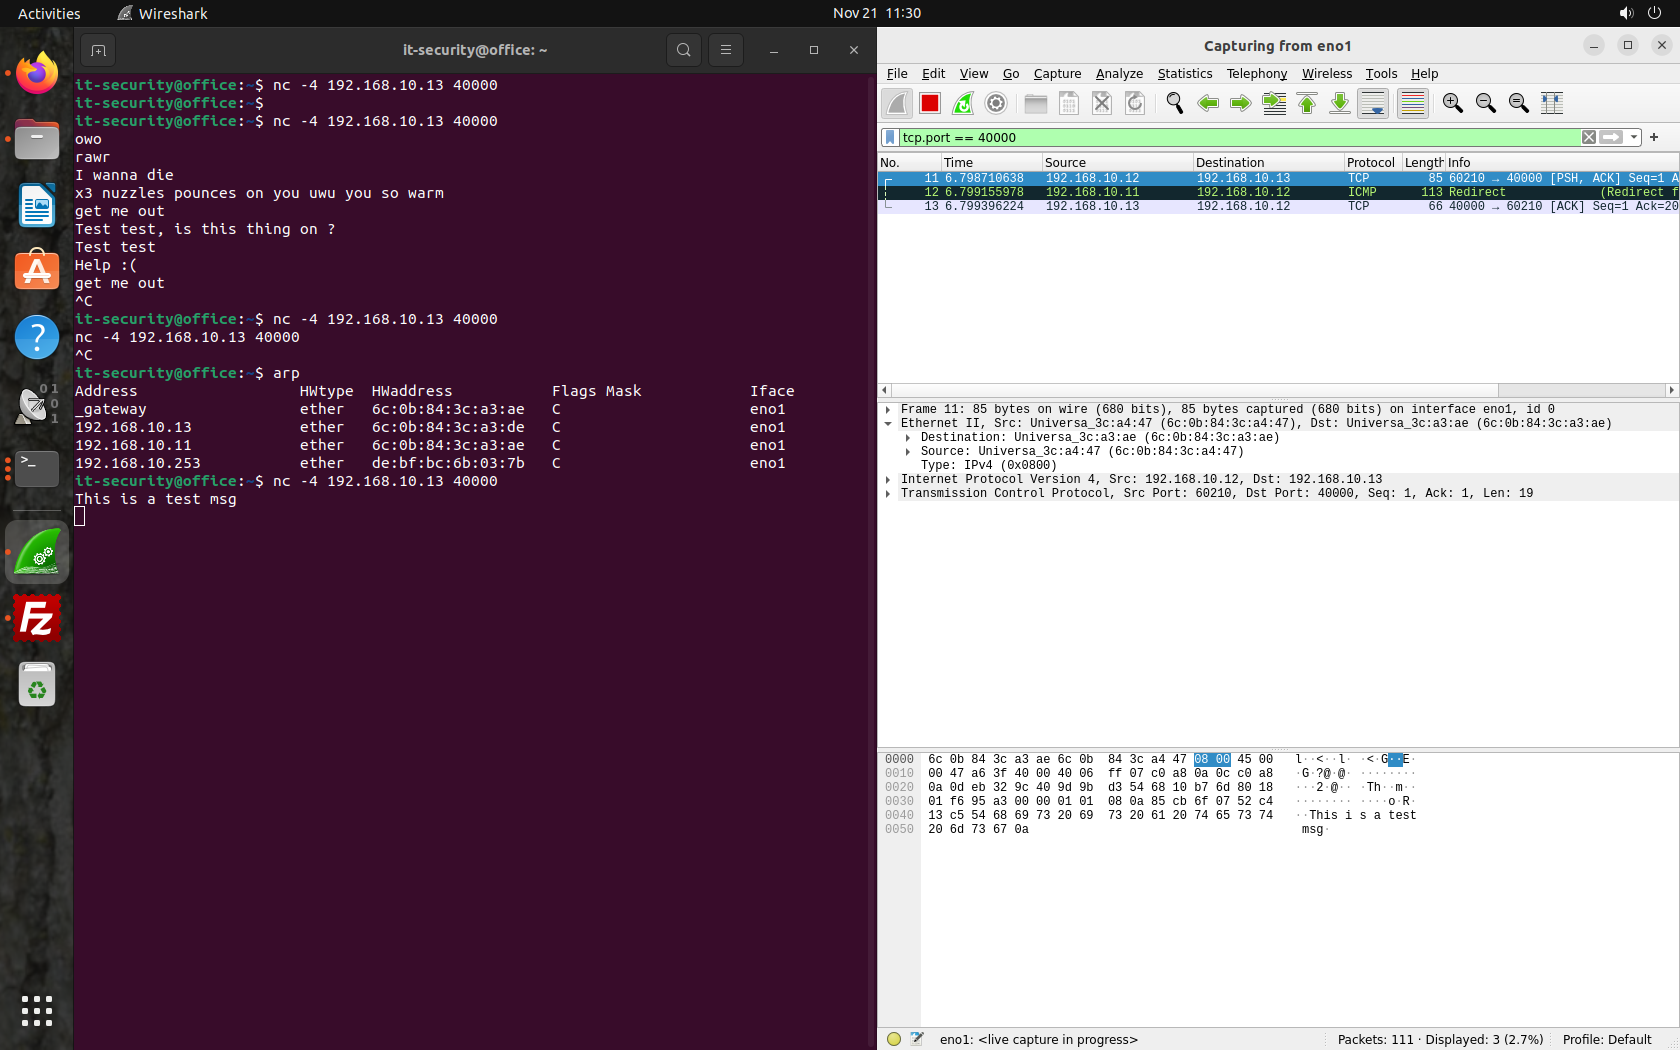 Activities
Wireshark
Nov 21  11:30
it-security@office: ~
it-security@office:~$ nc -4 192.168.10.13 40000
it-security@office:~$
it-security@office:~$ nc -4 192.168.10.13 40000
owo
rawr
I wanna die
x3 nuzzles pounces on you uwu you so warm
get me out
Test test, is this thing on ?
Test test
Help :(
get me out
^C
it-security@office:~$ nc -4 192.168.10.13 40000
nc -4 192.168.10.13 40000
^C
it-security@office:~$ arp
Address HWtype HWaddress Flags Mask Iface
_gateway ether 6c:0b:84:3c:a3:ae C eno1
192.168.10.13 ether 6c:0b:84:3c:a3:de C eno1
192.168.10.11 ether 6c:0b:84:3c:a3:ae C eno1
192.168.10.253 ether de:bf:bc:6b:03:7b C eno1
it-security@office:~$ nc -4 192.168.10.13 40000
This is a test msg
Capturing from eno1
File Edit View Go Capture Analyze Statistics Telephony Wireless Tools Help
tcp.port == 40000
No. Time Source Destination Protocol Length Info
11 6.798710638 192.168.10.12 192.168.10.13 TCP 85 60210 → 40000 [PSH, ACK] Seq=1 A
12 6.799155978 192.168.10.11 192.168.10.12 ICMP 113 Redirect (Redirect f
13 6.799396224 192.168.10.13 192.168.10.12 TCP 66 40000 → 60210 [ACK] Seq=1 Ack=20
Frame 11: 85 bytes on wire (680 bits), 85 bytes captured (680 bits) on interface eno1, id 0
Ethernet II, Src: Universa_3c:a4:47 (6c:0b:84:3c:a4:47), Dst: Universa_3c:a3:ae (6c:0b:84:3c:a3:ae)
Destination: Universa_3c:a3:ae (6c:0b:84:3c:a3:ae)
Source: Universa_3c:a4:47 (6c:0b:84:3c:a4:47)
Type: IPv4 (0x0800)
Internet Protocol Version 4, Src: 192.168.10.12, Dst: 192.168.10.13
Transmission Control Protocol, Src Port: 60210, Dst Port: 40000, Seq: 1, Ack: 1, Len: 19
0000 6c 0b 84 3c a3 ae 6c 0b 84 3c a4 47 08 00 45 00 l··<··l· ·<·G··E·
0010 00 47 a6 3f 40 00 40 06 ff 07 c0 a8 0a 0c c0 a8 ·G·?@·@· ········
0020 0a 0d eb 32 9c 40 9d 9b d3 54 68 10 b7 6d 80 18 ···2·@·· ·Th··m··
0030 01 f6 95 a3 00 00 01 01 08 0a 85 cb 6f 07 52 c4 ········ ····o·R·
0040 13 c5 54 68 69 73 20 69 73 20 61 20 74 65 73 74 ··This i s a test
0050 20 6d 73 67 0a msg·
eno1: <live capture in progress>
Packets: 111 · Displayed: 3 (2.7%)
Profile: Default